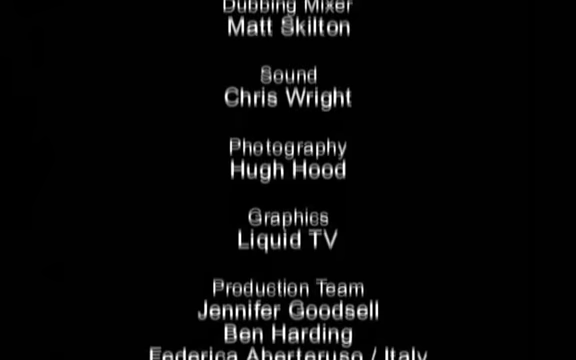 Dubbing Mixer
Matt Skilton
Sound
Chris Wright
Photography
Hugh Hood
Graphics
Liquid TV
Production Team
Jennifer Goodsell
Ben Harding
Federica Aberteruso / Italy